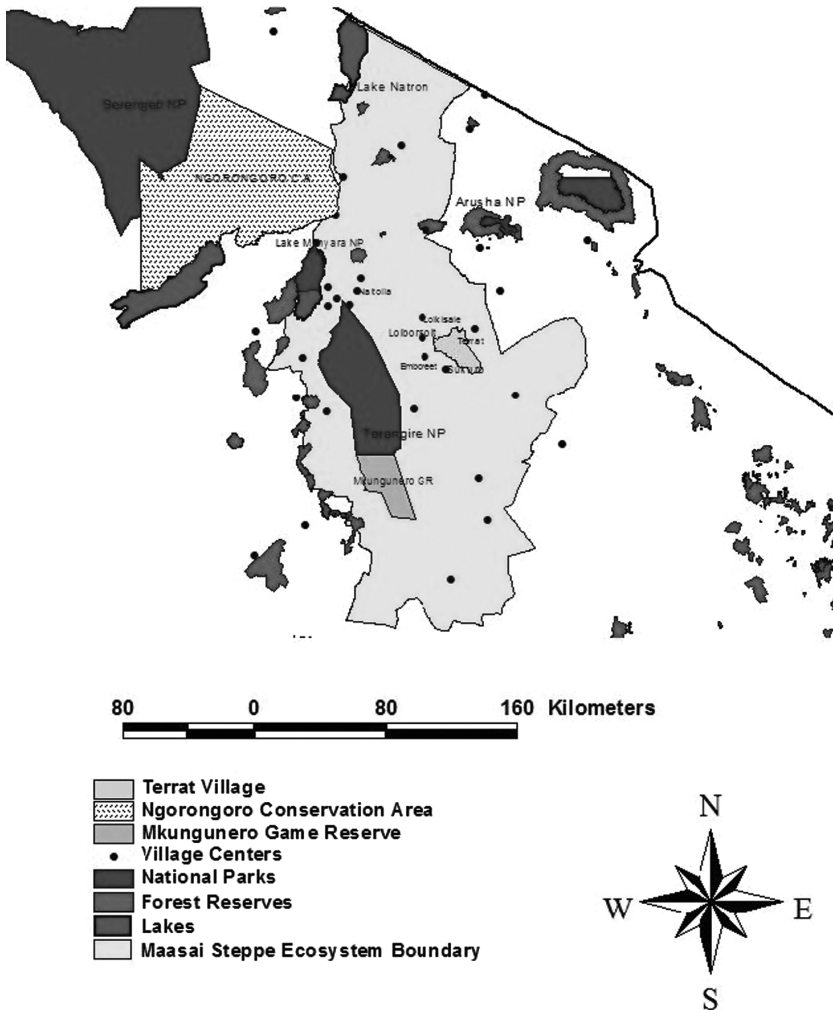 Lake Natron
Serengeti NP
NGORONGORO C.A
Arusha NP
Lake Manyara NP
Naitolia
Loikisale
Loiborsoit
Terrat
Emboreet
Sukuro
Tarangire NP
Mkungunero GR
80 0 80 160 Kilometers
Terrat Village
Ngorongoro Conservation Area
Mkungunero Game Reserve
Village Centers
National Parks
Forest Reserves
Lakes
Maasai Steppe Ecosystem Boundary
N
W E
S